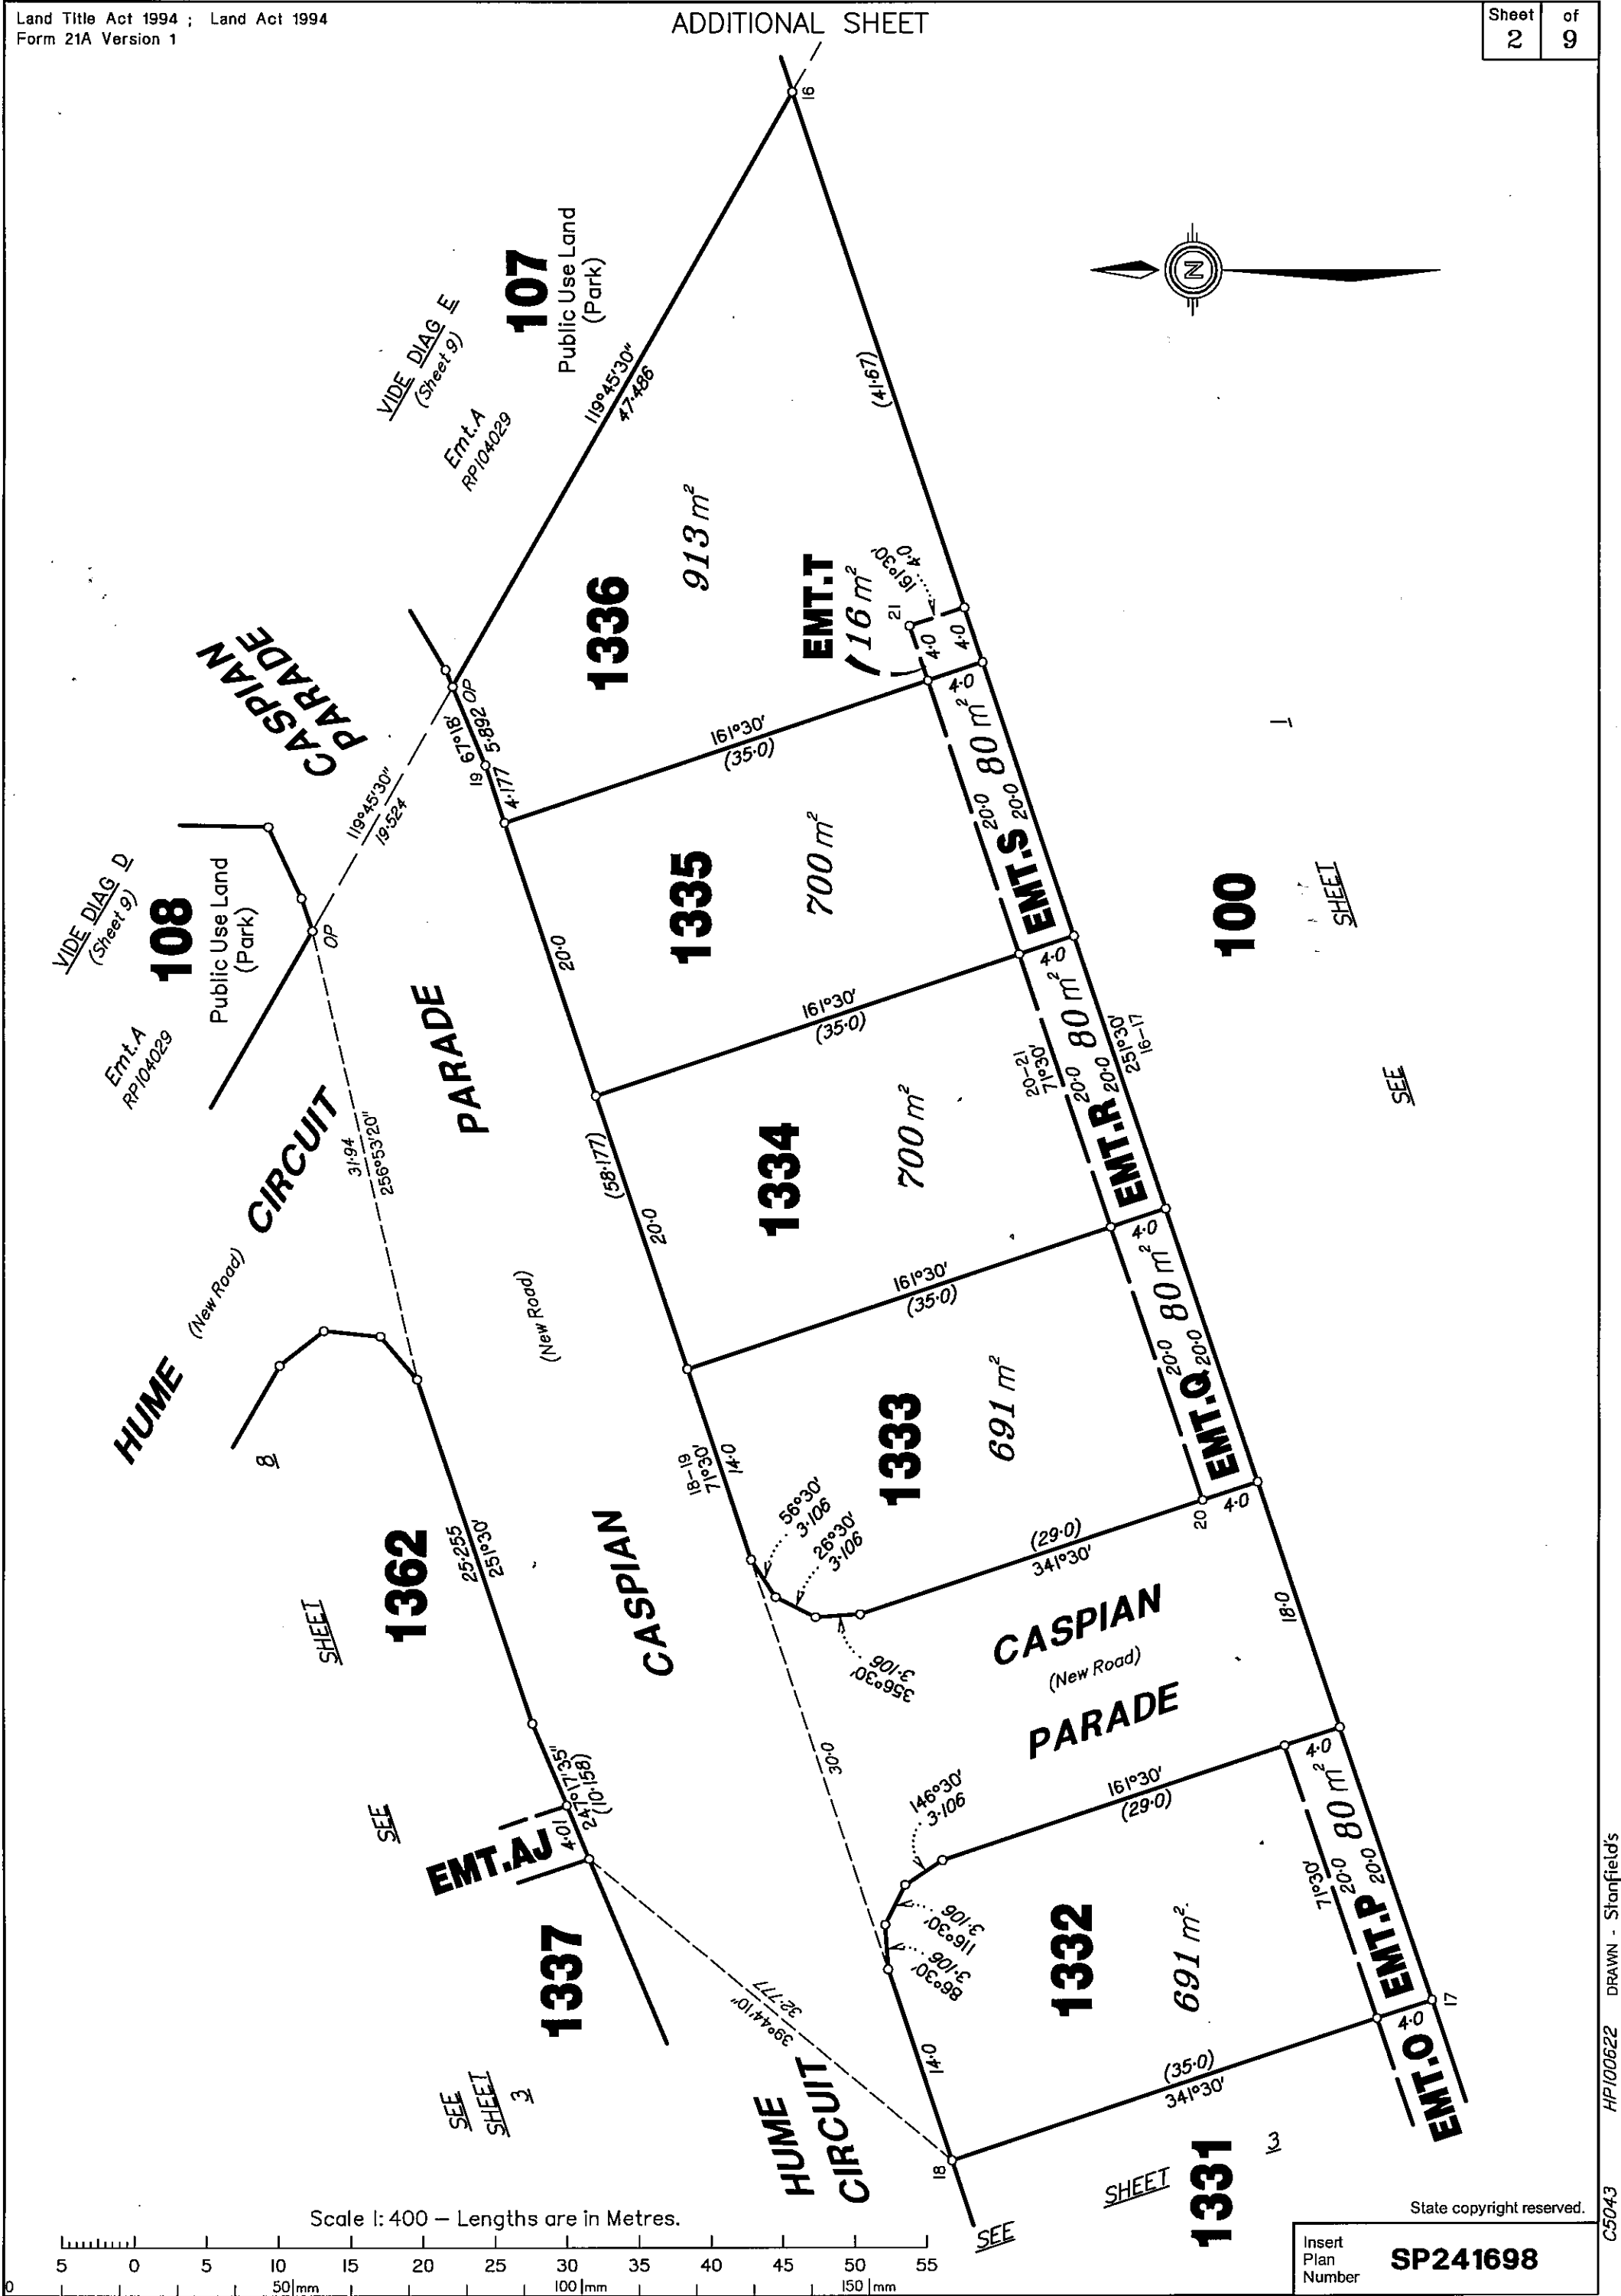 Land Title Act 1994 ; Land Act 1994
Form 21A Version 1
ADDITIONAL SHEET
Sheet of
2 9
16
107
Public Use Land
(Park)
VIDE DIAG E
(Sheet 9)
Emt.A
RP104029
119°45'30"
47·486
(41·67)
N
1336
913 m²
EMT.T
16 m²
161°30'
4·0
21
4·0
4·0
4·0
CASPIAN
PARADE
OP
67°18'
5·892
19
4·177
119°45'30"
19·524
VIDE DIAG D
(Sheet 9)
108
Public Use Land
(Park)
OP
Emt.A
RP104029
161°30'
(35·0)
1335
700 m²
20·0
EMT.S
80 m²
20·0
20·0
4·0
1
100
SHEET
SEE
HUME
(New Road)
CIRCUIT
31·94
256°53'20"
PARADE
161°30'
(35·0)
1334
700 m²
(58·177)
20·0
20-21
71°30'
20·0
EMT.R
80 m²
20·0
251°30'
16-17
4·0
(New Road)
161°30'
(35·0)
1333
691 m²
18-19
71°30'
14·0
56°30'
3·106
26°30'
3·106
356°30'
3·106
(29·0)
341°30'
EMT.Q
80 m²
20·0
20·0
20
4·0
8
1362
25·255
251°30'
SHEET
SEE
CASPIAN
30·0
CASPIAN
(New Road)
PARADE
18·0
247°17'35"
(10·158)
4·01
EMT.AJ
1337
SEE
SHEET
3
39°44'10"
32·777
146°30'
3·106
116°30'
3·106
86°30'
3·106
161°30'
(29·0)
1332
691 m²
14·0
71°30'
20·0
EMT.P
80 m²
20·0
4·0
4·0
17
(35·0)
341°30'
EMT.O
HUME
CIRCUIT
18
SEE
SHEET
3
1331
Scale 1:400 – Lengths are in Metres.
5 0 5 10 15 20 25 30 35 40 45 50 55
0 50 mm 100 mm 150 mm
State copyright reserved.
Insert
Plan
Number
SP241698
C5043 HP100622 DRAWN - Stanfield's